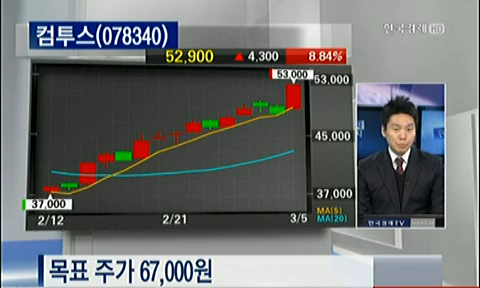 컴투스(078340)
한국경제 HD
52,900 ▲ 4,300 8.84%
53,000
53,000
45,000
37,000
37,000
2/12 2/21 3/5
MA(5)
MA(20)
한국경제TV
목표 주가 67,000원